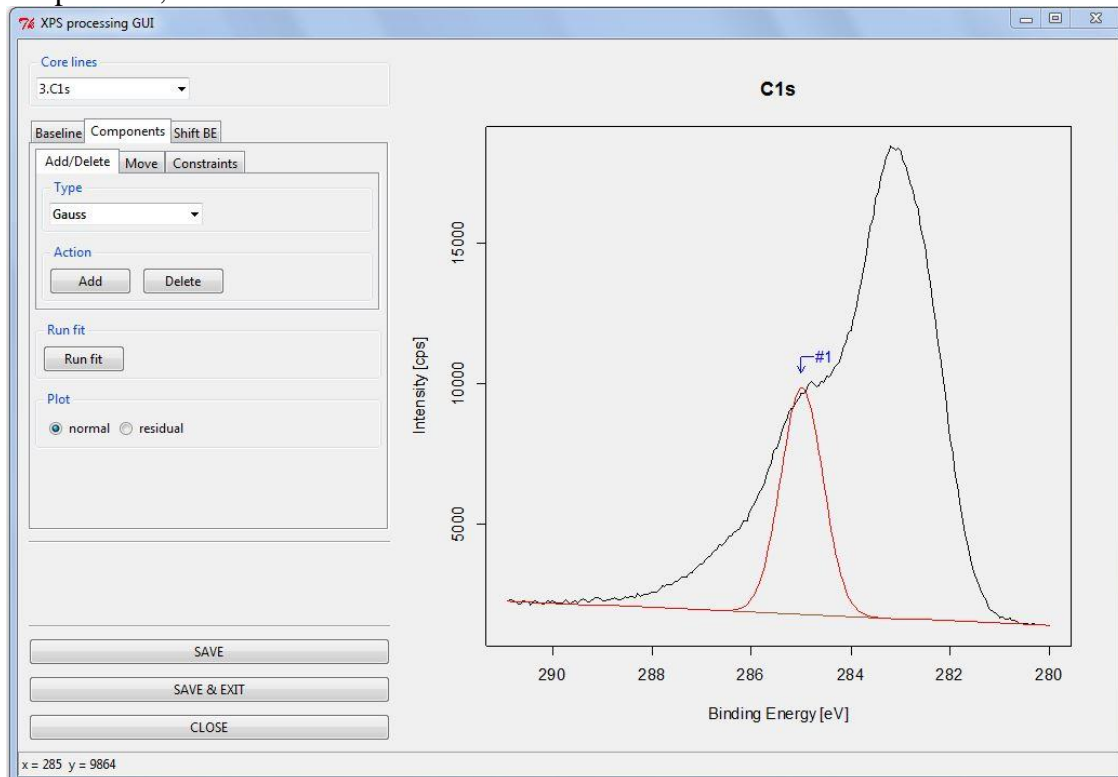 XPS processing GUI
Core lines
3.C1s
Baseline Components Shift BE
Add/Delete Move Constraints
Type
Gauss
Action
Add Delete
Run fit
Run fit
Plot
normal residual
SAVE
SAVE & EXIT
CLOSE
x = 285 y = 9864
C1s
Intensity [cps]
15000
10000
5000
#1
290 288 286 284 282 280
Binding Energy [eV]